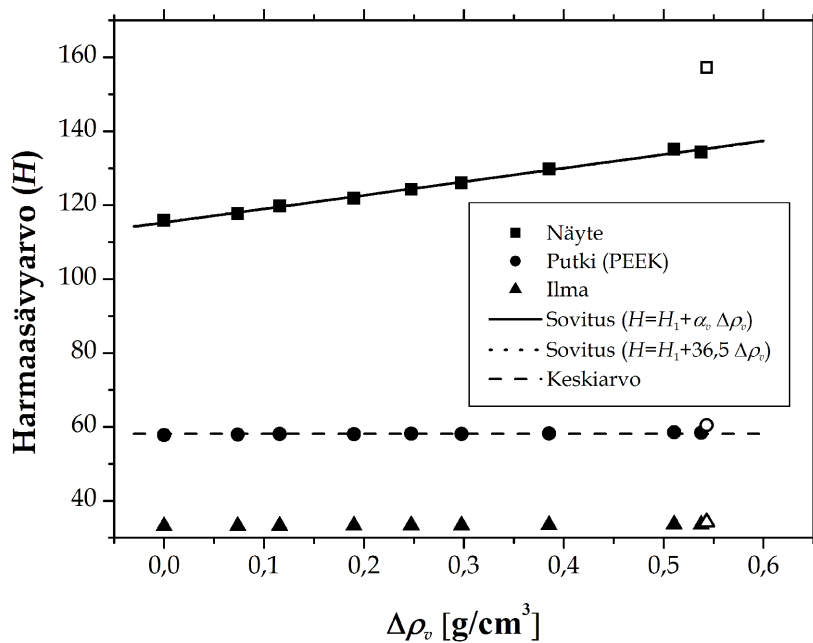 160
140
120
100
80
60
40
Harmaasävyarvo (H)
Näyte
Putki (PEEK)
Ilma
Sovitus (H=H₁+αᵥ Δρᵥ)
Sovitus (H=H₁+36,5 Δρᵥ)
Keskiarvo
0,0 0,1 0,2 0,3 0,4 0,5 0,6
Δρᵥ [g/cm³]